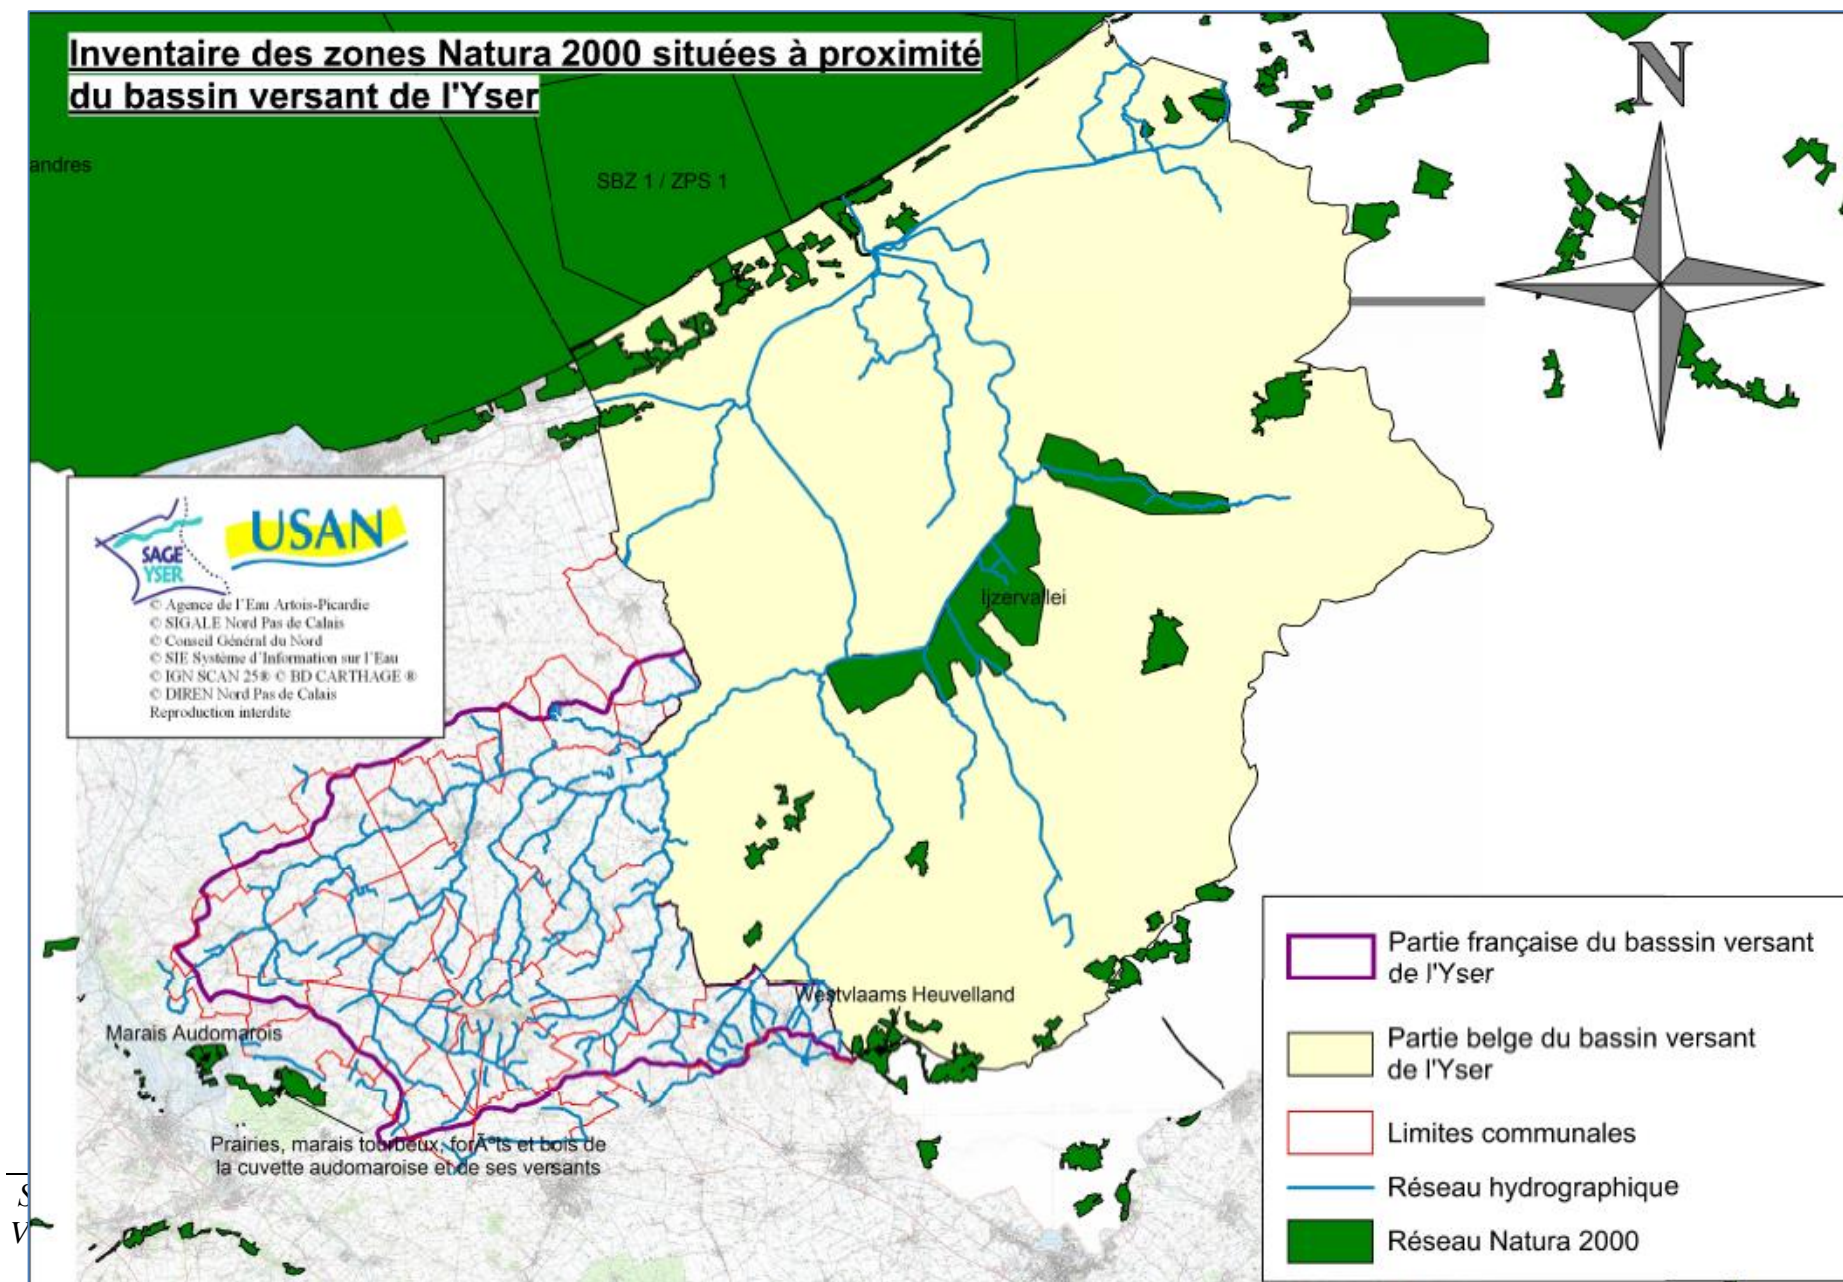 Inventaire des zones Natura 2000 situées à proximité
du bassin versant de l'Yser
N
andres
SBZ 1 / ZPS 1
SAGE
YSER
USAN
© Agence de l'Eau Artois-Picardie
© SIGALE Nord Pas de Calais
© Conseil Général du Nord
© SIE Système d'Information sur l'Eau
© IGN SCAN 25® © BD CARTHAGE ®
© DIREN Nord Pas de Calais
Reproduction interdite
Ijzervallei
Westvlaams Heuvelland
Marais Audomarois
Prairies, marais tourbeux, forÃªts et bois de
la cuvette audomaroise et de ses versants
Partie française du basssin versant
de l'Yser
Partie belge du bassin versant
de l'Yser
Limites communales
Réseau hydrographique
Réseau Natura 2000
S
V